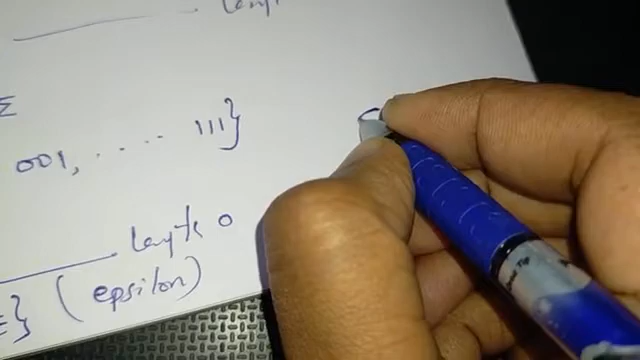 Σ
001, .... 111}
length 0
ε} (epsilon)